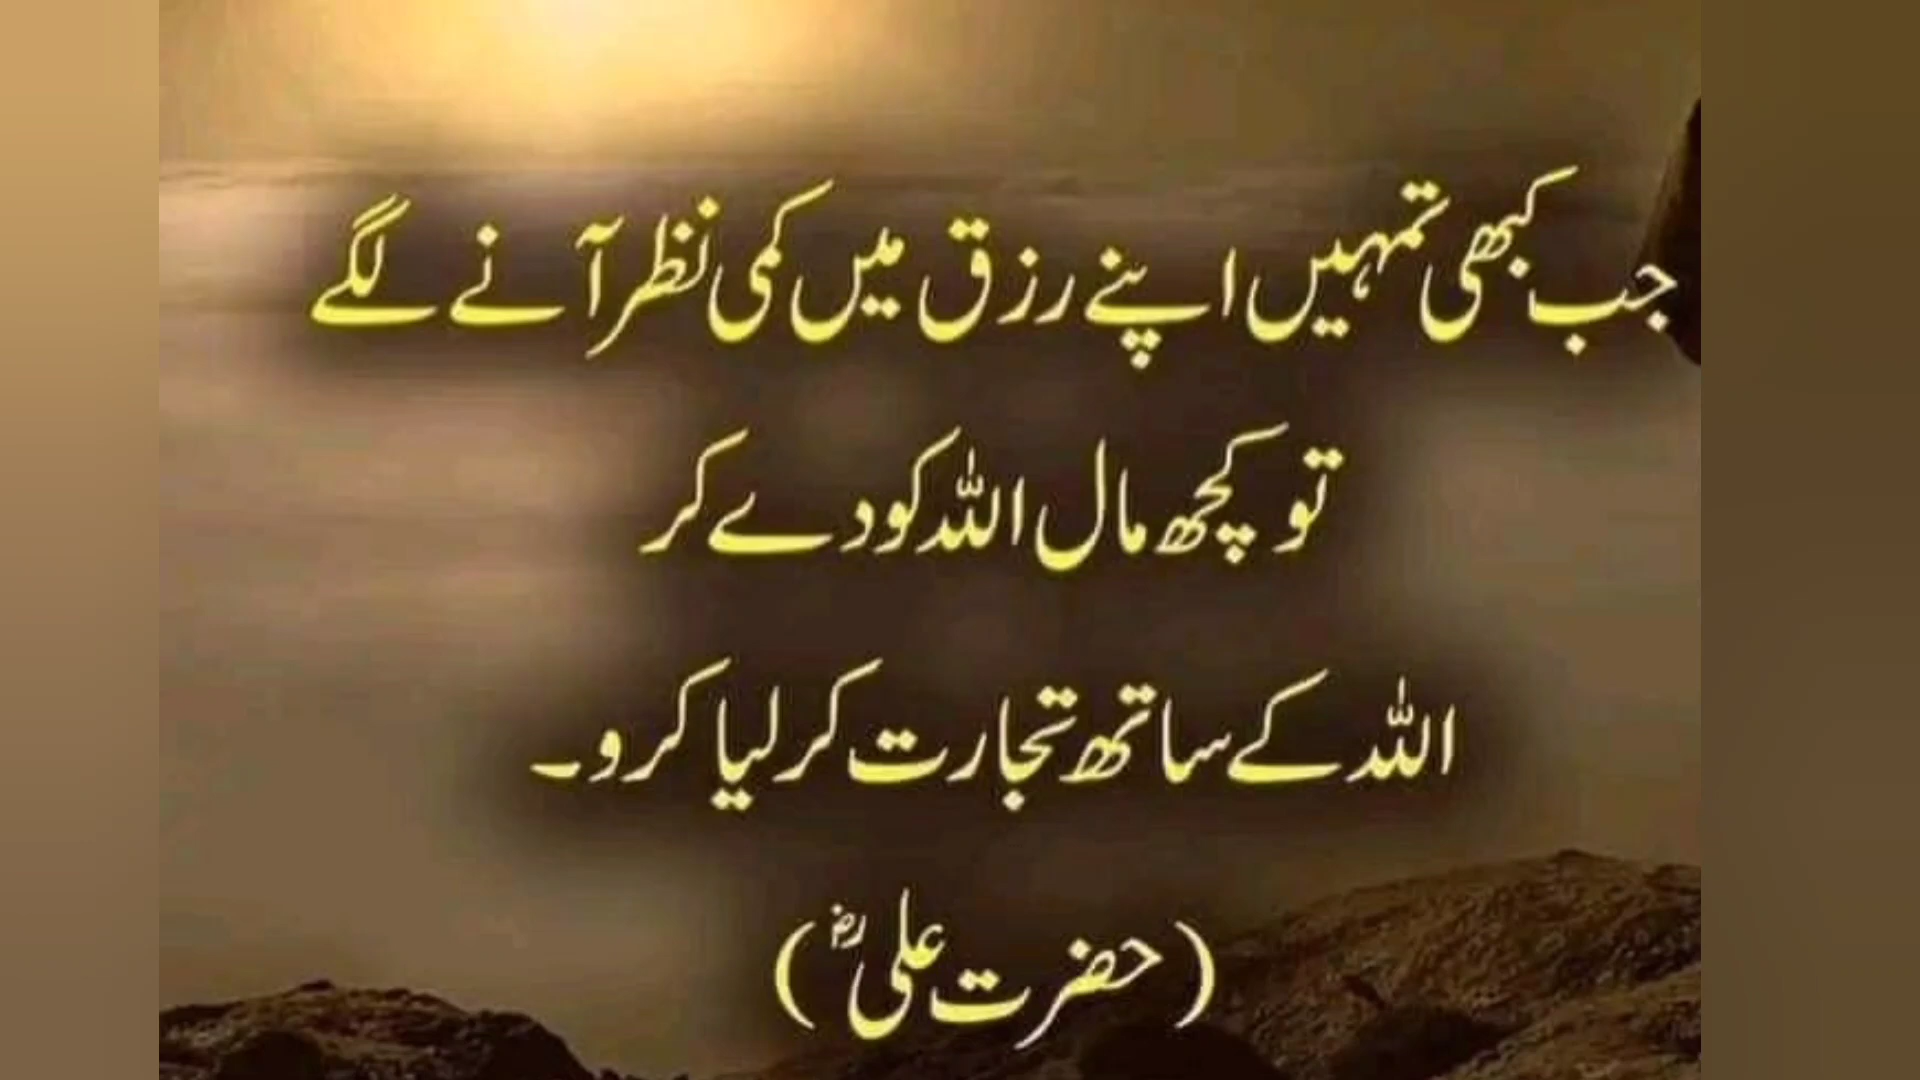 جب کبھی تمہیں اپنے رزق میں کمی نظر آنے لگے
تو کچھ مال اللہ کو دے کر
اللہ کے ساتھ تجارت کر لیا کرو۔
(حضرت علیؓ)